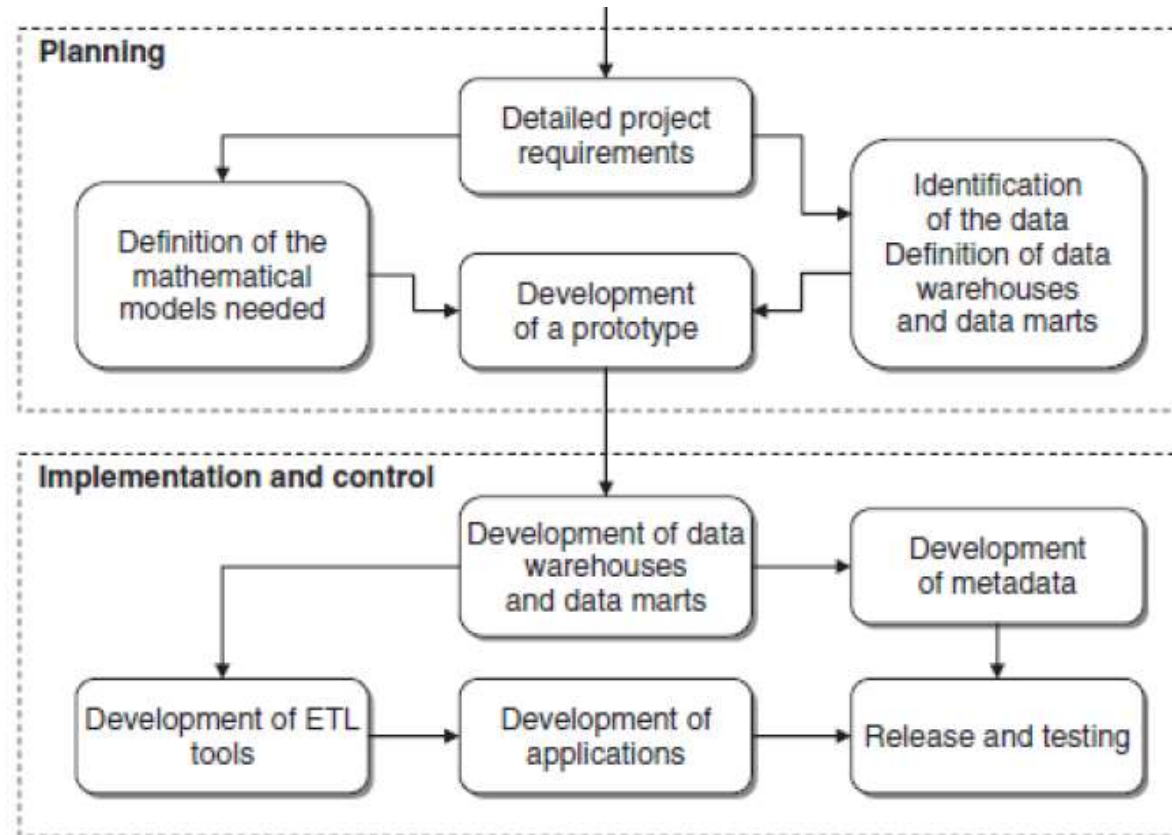 Planning
Detailed project
requirements
Definition of the
mathematical
models needed
Development
of a prototype
Identification
of the data
Definition of data
warehouses
and data marts
Implementation and control
Development of data
warehouses
and data marts
Development
of metadata
Development of ETL
tools
Development of
applications
Release and testing